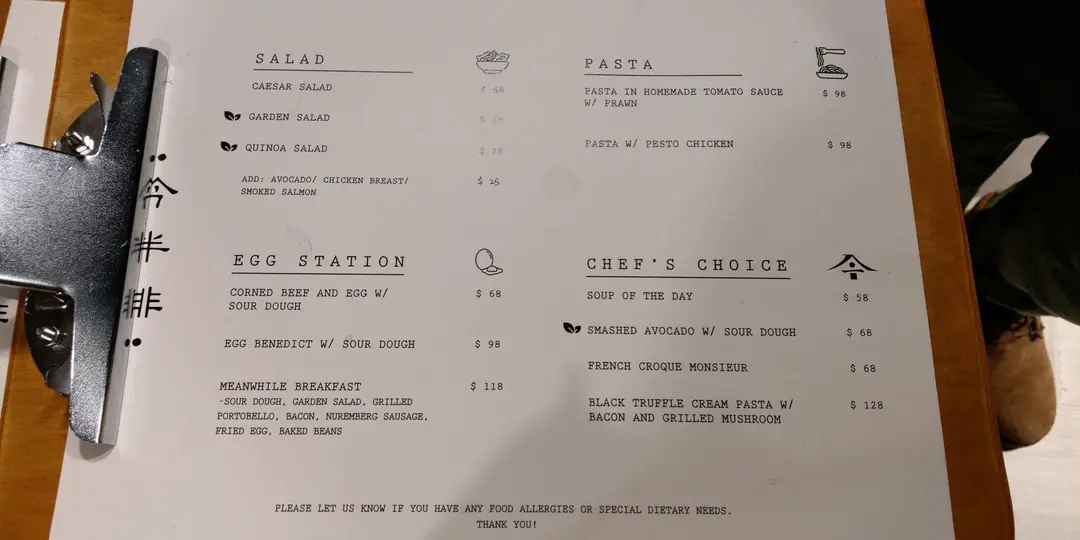 SALAD
CAESAR SALAD $ 68
GARDEN SALAD
QUINOA SALAD $ 78
ADD: AVOCADO/ CHICKEN BREAST/ $ 25
SMOKED SALMON
PASTA
PASTA IN HOMEMADE TOMATO SAUCE $ 98
W/ PRAWN
PASTA W/ PESTO CHICKEN $ 98
EGG STATION
CORNED BEEF AND EGG W/ $ 68
SOUR DOUGH
EGG BENEDICT W/ SOUR DOUGH $ 98
MEANWHILE BREAKFAST $ 118
-SOUR DOUGH, GARDEN SALAD, GRILLED
PORTOBELLO, BACON, NUREMBERG SAUSAGE,
FRIED EGG, BAKED BEANS
CHEF'S CHOICE
SOUP OF THE DAY $ 58
SMASHED AVOCADO W/ SOUR DOUGH $ 68
FRENCH CROQUE MONSIEUR $ 68
BLACK TRUFFLE CREAM PASTA W/ $ 128
BACON AND GRILLED MUSHROOM
PLEASE LET US KNOW IF YOU HAVE ANY FOOD ALLERGIES OR SPECIAL DIETARY NEEDS.
THANK YOU!